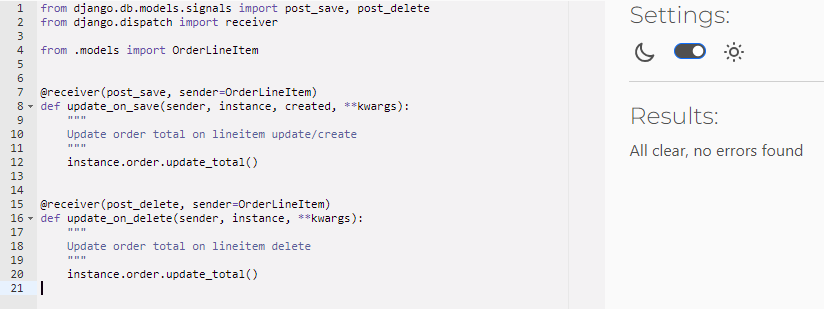 1 from django.db.models.signals import post_save, post_delete
2 from django.dispatch import receiver
3
4 from .models import OrderLineItem
5
6
7 @receiver(post_save, sender=OrderLineItem)
8 def update_on_save(sender, instance, created, **kwargs):
9     """
10     Update order total on lineitem update/create
11     """
12     instance.order.update_total()
13
14
15 @receiver(post_delete, sender=OrderLineItem)
16 def update_on_delete(sender, instance, **kwargs):
17     """
18     Update order total on lineitem delete
19     """
20     instance.order.update_total()
21
Settings:
Results:
All clear, no errors found